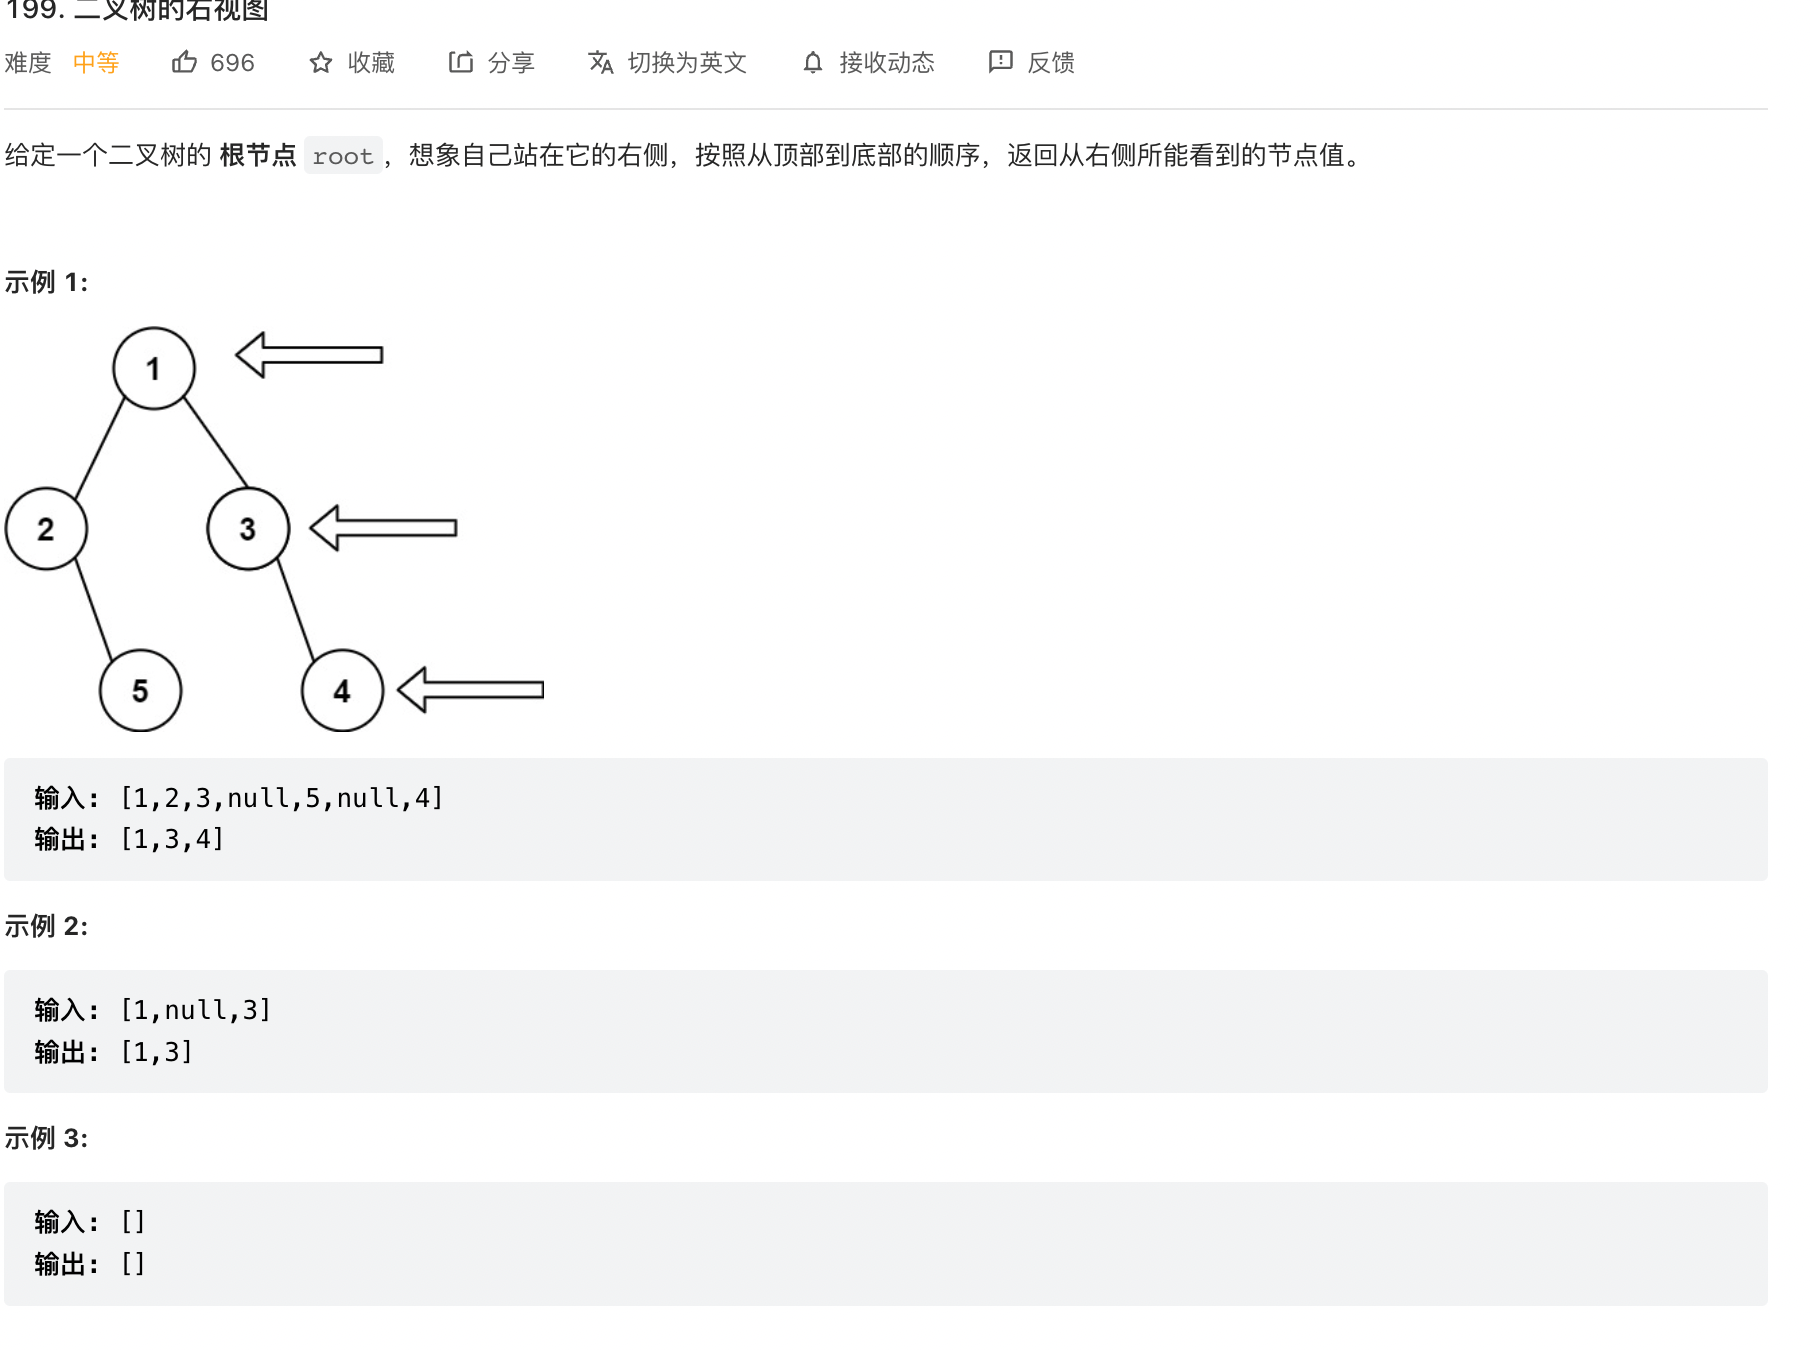 199. 二叉树的右视图
难度 中等 696 收藏 分享 切换为英文 接收动态 反馈
给定一个二叉树的 根节点 root，想象自己站在它的右侧，按照从顶部到底部的顺序，返回从右侧所能看到的节点值。
示例 1:
1
2 3
5 4
输入: [1,2,3,null,5,null,4]
输出: [1,3,4]
示例 2:
输入: [1,null,3]
输出: [1,3]
示例 3:
输入: []
输出: []